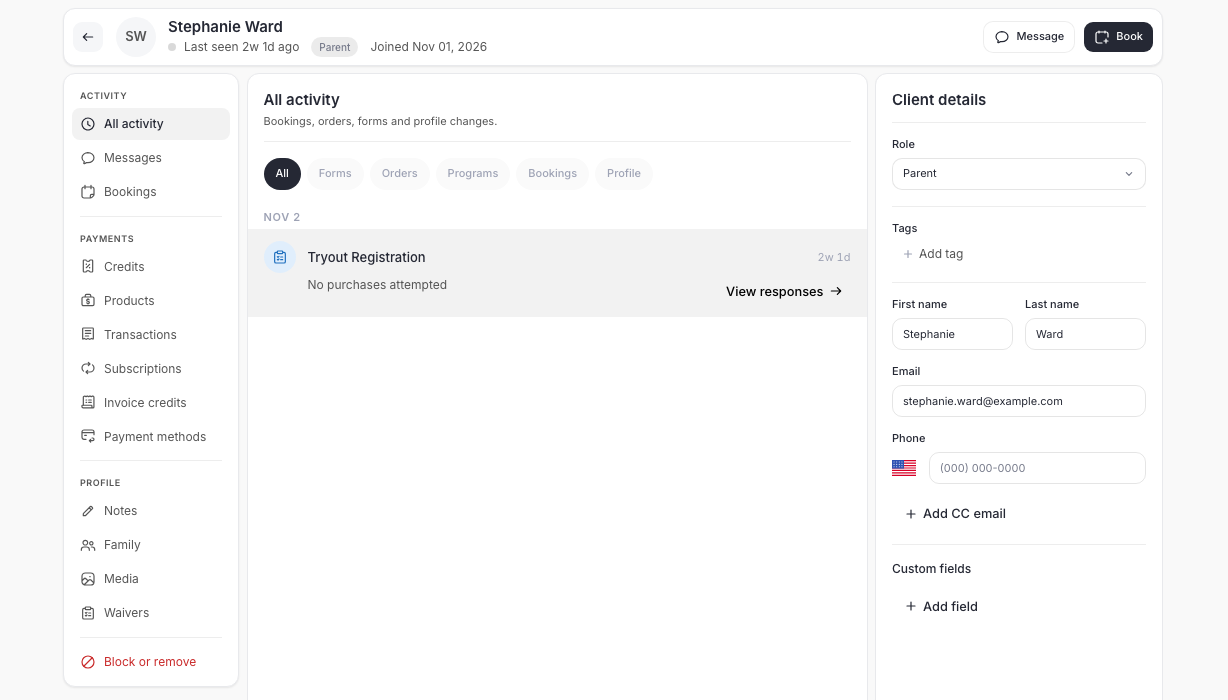 SW
Stephanie Ward
Last seen 2w 1d ago
Parent
Joined Nov 01, 2026
Message
Book
ACTIVITY
All activity
Messages
Bookings
PAYMENTS
Credits
Products
Transactions
Subscriptions
Invoice credits
Payment methods
PROFILE
Notes
Family
Media
Waivers
Block or remove
All activity
Bookings, orders, forms and profile changes.
All
Forms
Orders
Programs
Bookings
Profile
NOV 2
Tryout Registration
2w 1d
No purchases attempted
View responses
Client details
Role
Parent
Tags
Add tag
First name
Last name
Stephanie
Ward
Email
stephanie.ward@example.com
Phone
(000) 000-0000
Add CC email
Custom fields
Add field